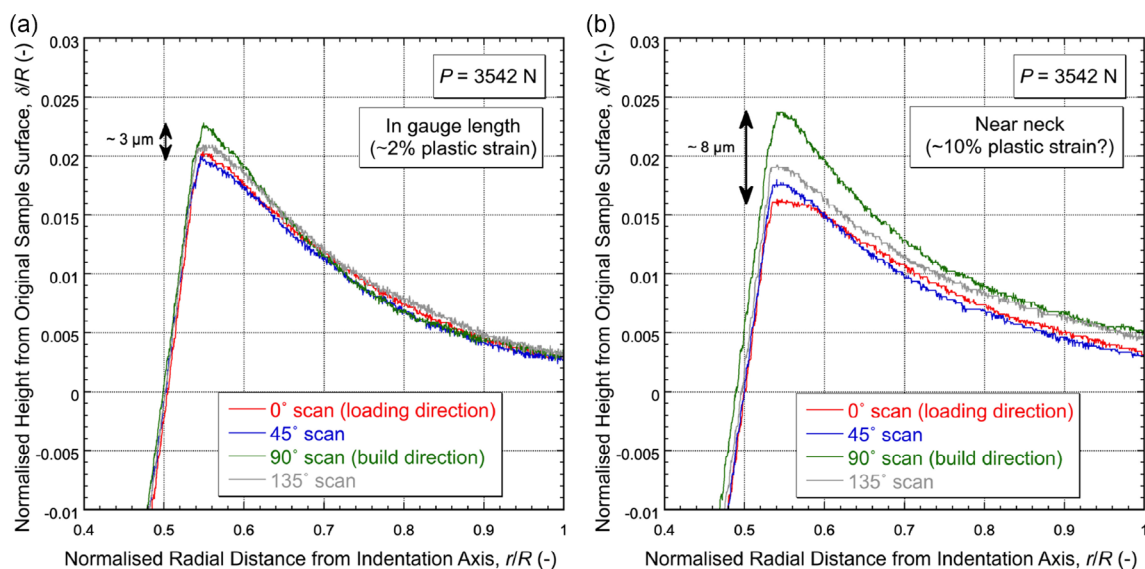 (a)
Normalised Height from Original Sample Surface, δ/R (-)
0.03
0.025
0.02
0.015
0.01
0.005
0
-0.005
-0.01
P = 3542 N
In gauge length
(~2% plastic strain)
~ 3 µm
0° scan (loading direction)
45° scan
90° scan (build direction)
135° scan
0.4 0.5 0.6 0.7 0.8 0.9 1
Normalised Radial Distance from Indentation Axis, r/R (-)
(b)
Normalised Height from Original Sample Surface, δ/R (-)
0.03
0.025
0.02
0.015
0.01
0.005
0
-0.005
-0.01
P = 3542 N
Near neck
(~10% plastic strain?)
~ 8 µm
0° scan (loading direction)
45° scan
90° scan (build direction)
135° scan
0.4 0.5 0.6 0.7 0.8 0.9 1
Normalised Radial Distance from Indentation Axis, r/R (-)